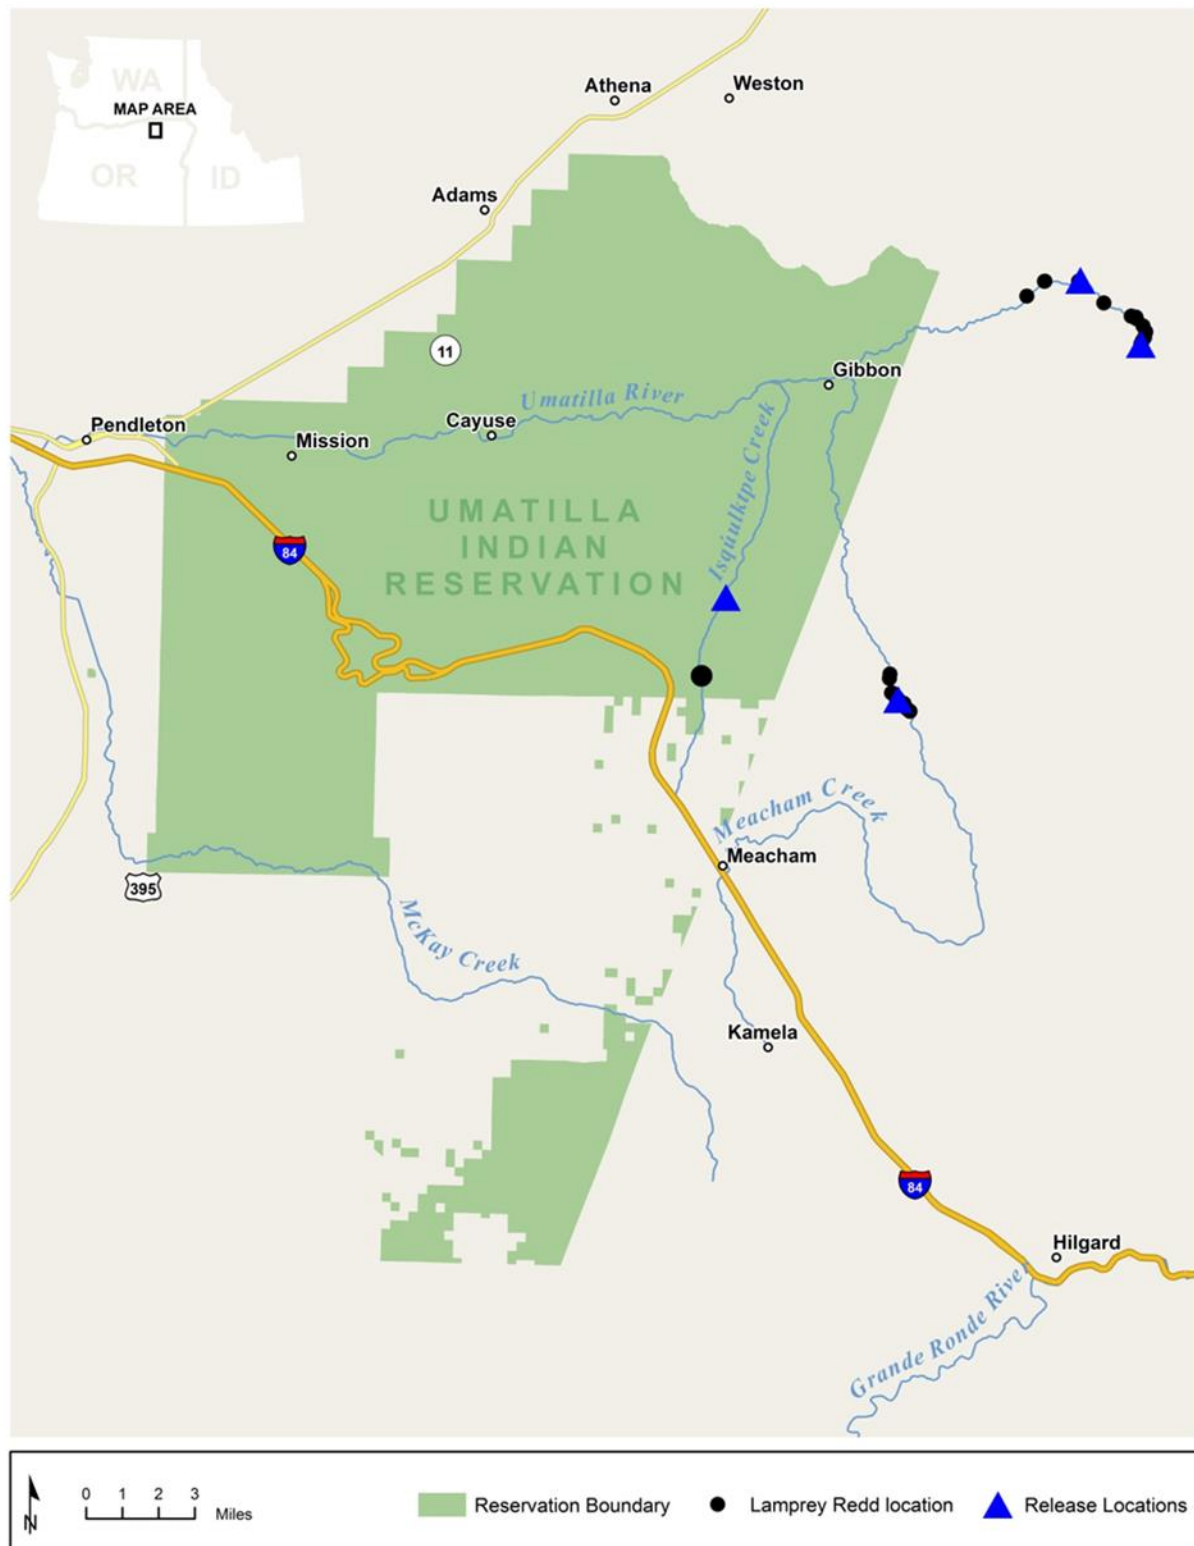 WA
MAP AREA
OR
ID
Athena
Weston
Adams
11
Gibbon
Umatilla River
Pendleton
Cayuse
Mission
Isqúulktpe Creek
UMATILLA
INDIAN
RESERVATION
84
Meacham Creek
Meacham
395
McKay Creek
Kamela
84
Hilgard
Grande Ronde River
N
0 1 2 3
Miles
Reservation Boundary
Lamprey Redd location
Release Locations